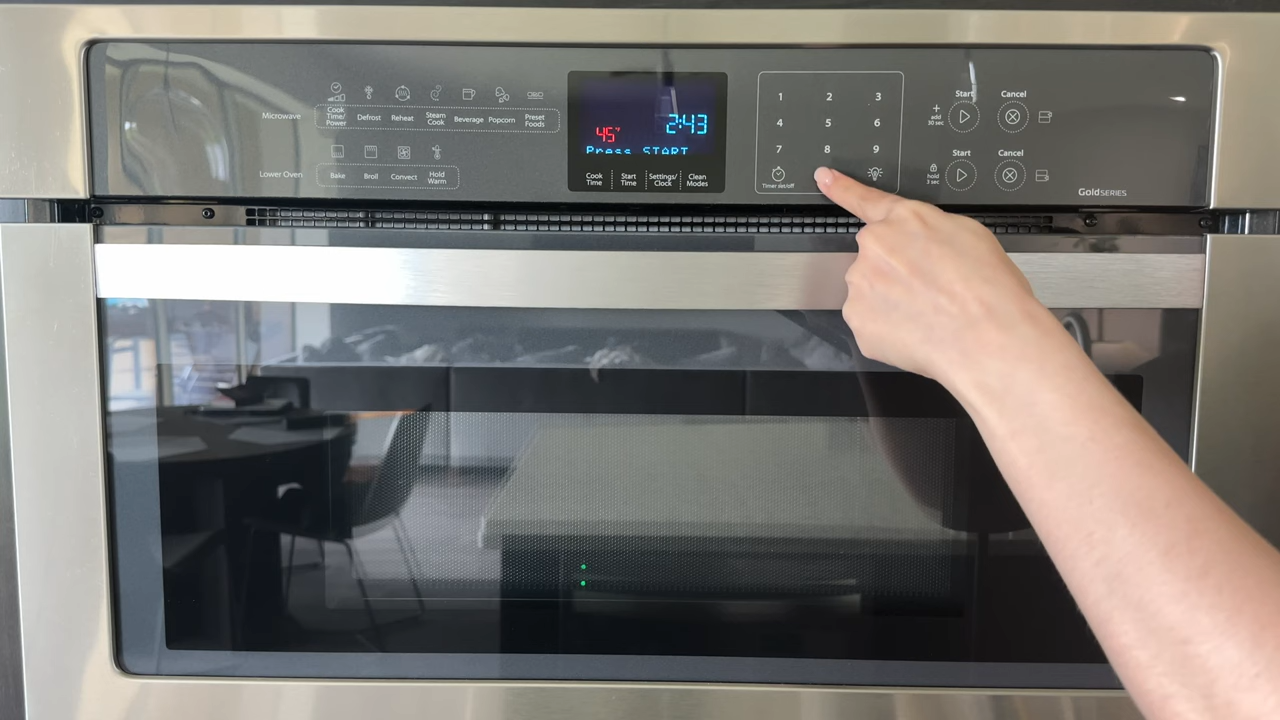 Microwave
Cook Time/ Power
Defrost
Reheat
Steam Cook
Beverage
Popcorn
Preset Foods
Lower Oven
Bake
Broil
Convect
Hold Warm
45"
2:43
Press START
Cook Time
Start Time
Settings/ Clock
Clean Modes
1 2 3
4 5 6
7 8 9
Timer set/off
+ add 30 sec
Start
Cancel
hold 3 sec
Start
Cancel
Gold SERIES